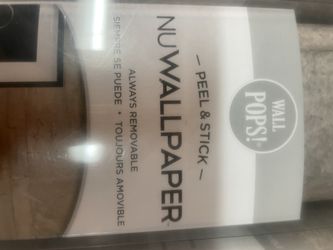 WALL
POPS!
— PEEL & STICK —
NUWALLPAPER
ALWAYS REMOVABLE
SIEMPRE SE PUEDE • TOUJOURS AMOVIBLE